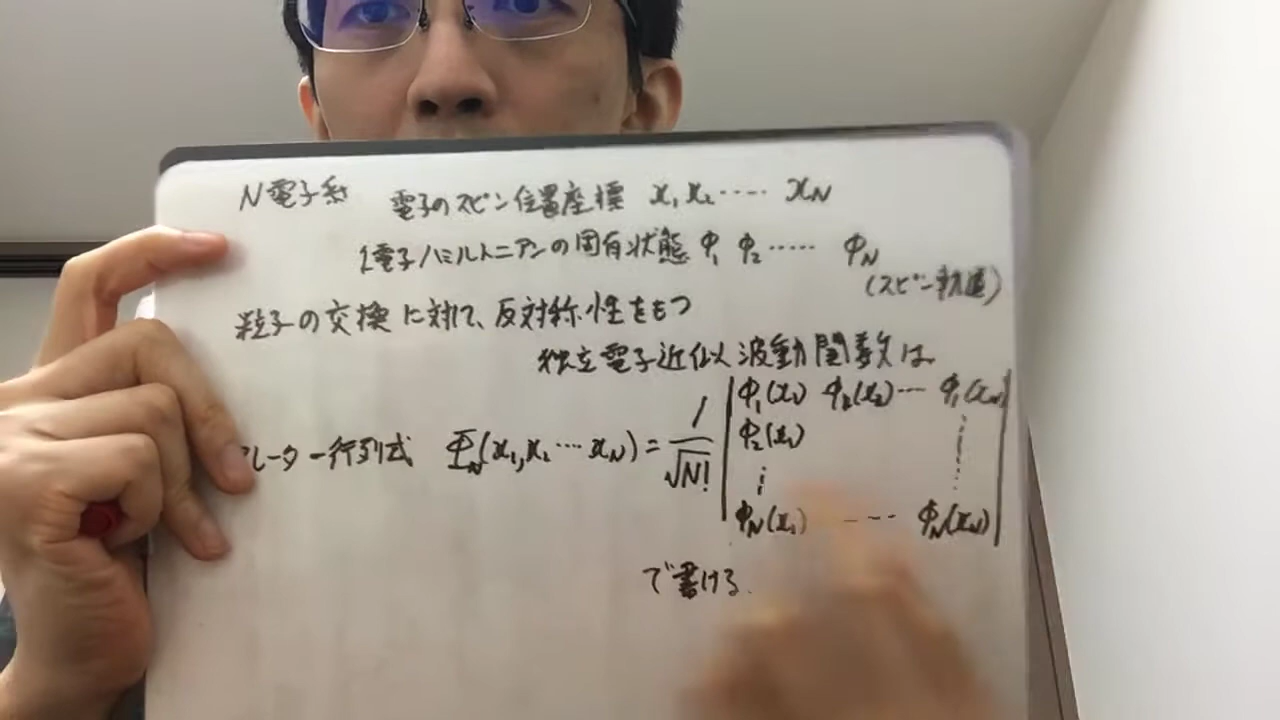 N電子系 電子のスピン位置座標 x₁ x₂ ‥‥ xN
1電子ハミルトニアンの固有状態 φ₁ φ₂ ‥‥ φN
(スピン軌道)
粒子の交換に対して、反対称性をもつ
独立電子近似波動関数は
レーター行列式 ΦN(x₁,x₂…xN) = 1/√N! | φ₁(x₁) φ₂(x₂)… φ₁(xN)
φ₂(x₁)
φN(x₁) ---- φN(xN) |
で書ける.